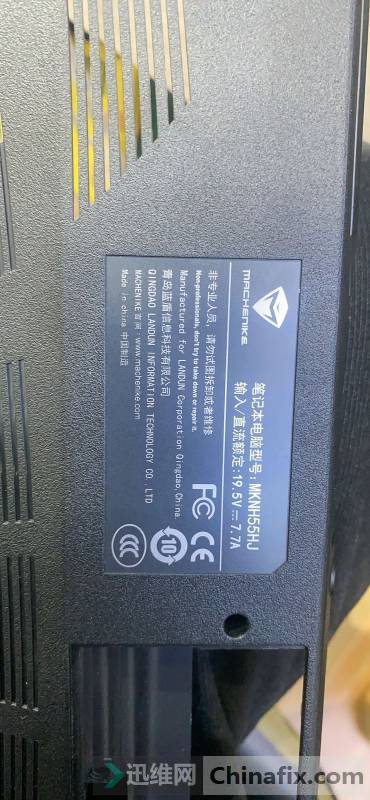 MACHENIKE
笔记本电脑型号: MKNH55HJ
输入/直流额定: 19.5V⎓7.7A
非专业人员，请勿试图拆卸或者维修
Non-professionals, don't try to take down or repair it.
Manufactured for LANDUN Corporation Qingdao,China.
青岛蓝盾信息科技有限公司
QINGDAO LANDUN INFORMATION TECHNOLOGY CO. LTD
MACHENIKE 官网: www.machenike.com
Made in china 中国制造
FC CE
10
CCC
迅维网
Chinafix.com